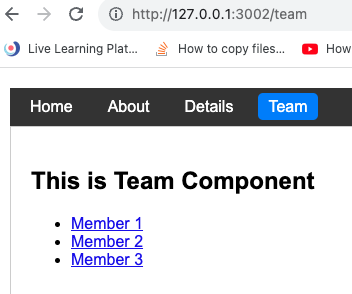 http://127.0.0.1:3002/team
Live Learning Plat... How to copy files... How
Home About Details Team
This is Team Component
Member 1
Member 2
Member 3